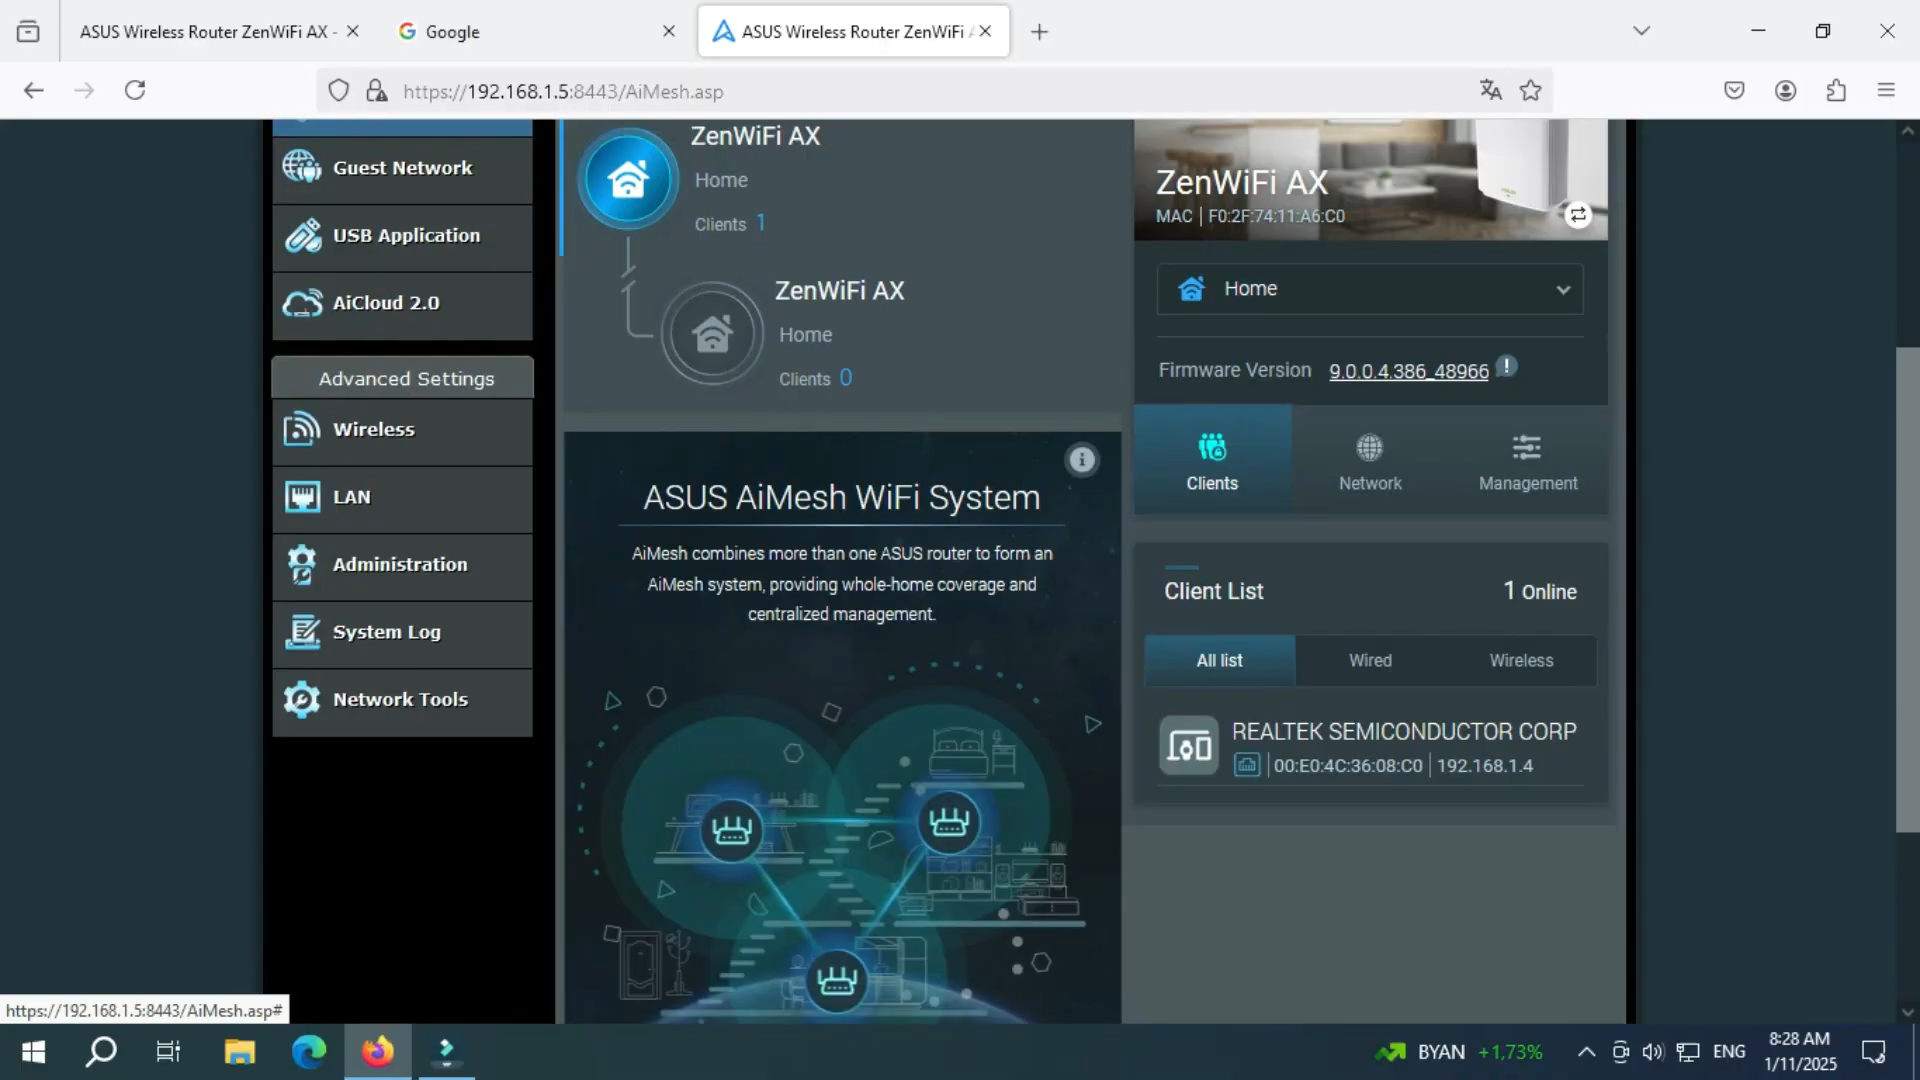 ASUS Wireless Router ZenWiFi AX -
Google
ASUS Wireless Router ZenWiFi A
https://192.168.1.5:8443/AiMesh.asp
Guest Network
USB Application
AiCloud 2.0
Advanced Settings
Wireless
LAN
Administration
System Log
Network Tools
ZenWiFi AX
Home
Clients 1
ZenWiFi AX
Home
Clients 0
ASUS AiMesh WiFi System
AiMesh combines more than one ASUS router to form an
AiMesh system, providing whole-home coverage and
centralized management.
ZenWiFi AX
MAC | F0:2F:74:11:A6:C0
Home
Firmware Version 9.0.0.4.386_48966
Clients
Network
Management
Client List
1 Online
All list
Wired
Wireless
REALTEK SEMICONDUCTOR CORP
00:E0:4C:36:08:C0 | 192.168.1.4
https://192.168.1.5:8443/AiMesh.asp#
BYAN +1,73%
ENG
8:28 AM
1/11/2025